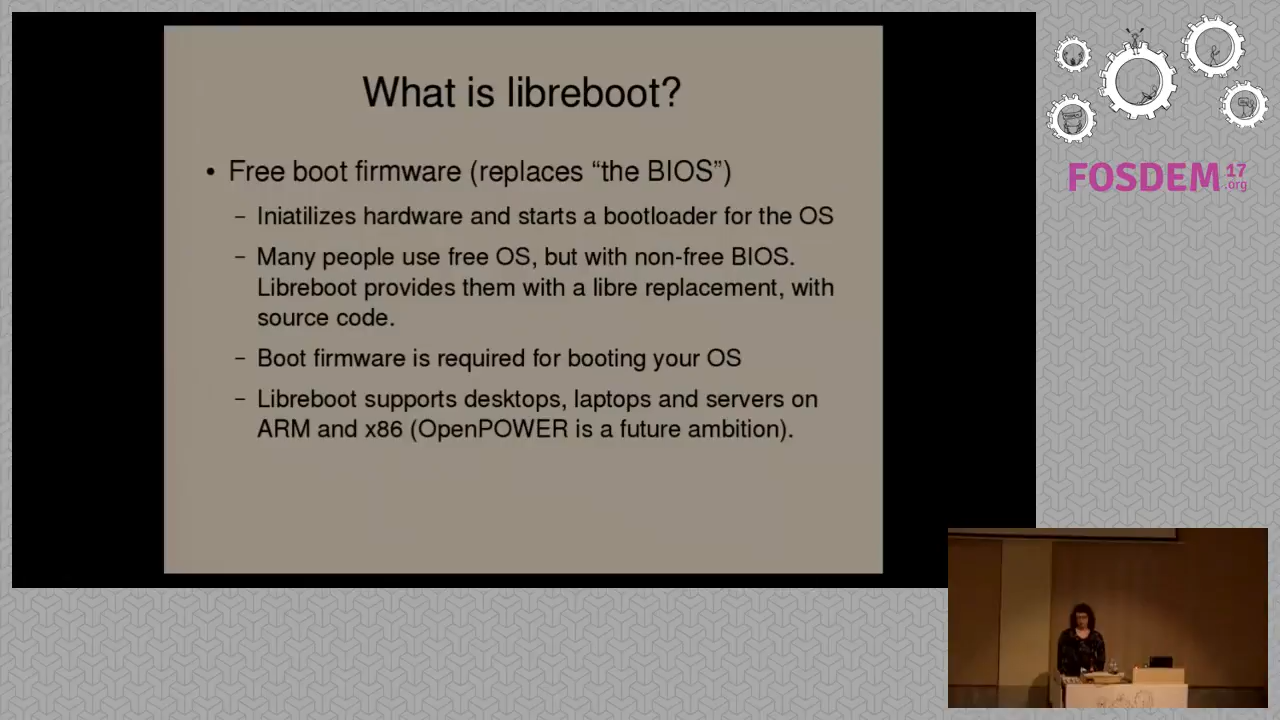 What is libreboot?
• Free boot firmware (replaces “the BIOS”)
– Iniatilizes hardware and starts a bootloader for the OS
– Many people use free OS, but with non-free BIOS.
Libreboot provides them with a libre replacement, with
source code.
– Boot firmware is required for booting your OS
– Libreboot supports desktops, laptops and servers on
ARM and x86 (OpenPOWER is a future ambition).
FOSDEM 17
.org